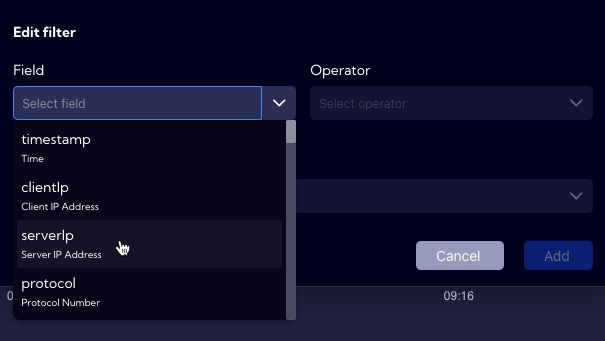 Edit filter
Field
Operator
Select field
Select operator
timestamp
Time
clientIp
Client IP Address
serverIp
Server IP Address
protocol
Protocol Number
Cancel
Add
0
09:16